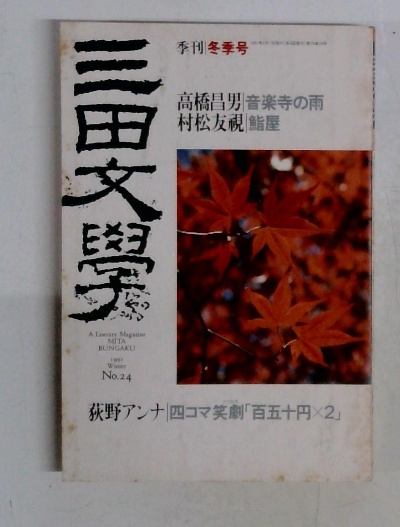 季刊 冬季号
三田文學
高橋昌男 音楽寺の雨
村松友視 鮨屋
A Literary Magazine
MITA
BUNGAKU
1991
Winter
No.24
荻野アンナ 四コマ笑劇「百五十円×2」